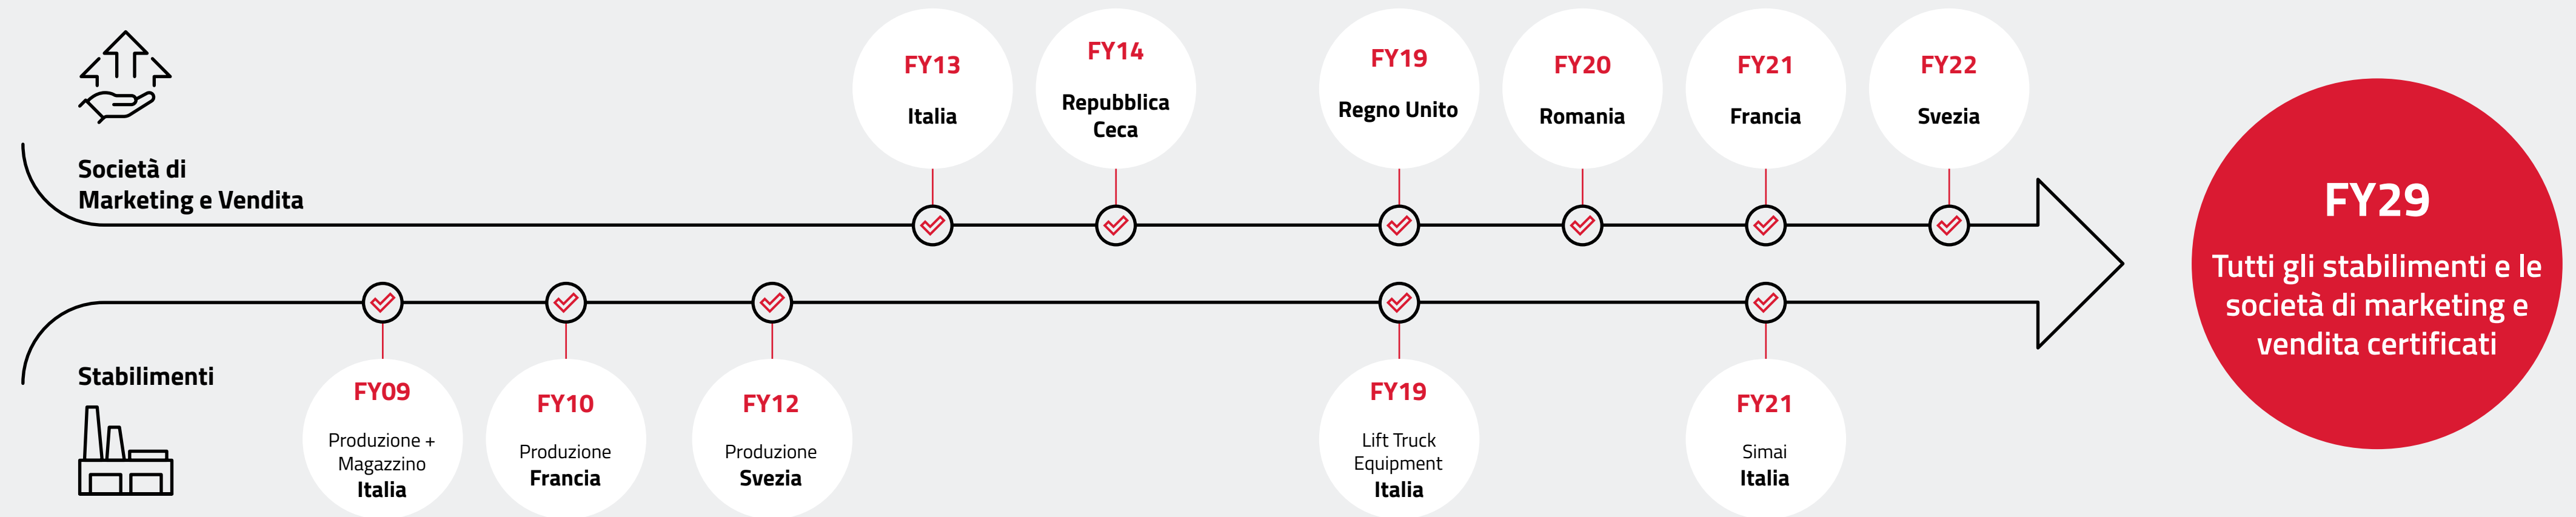 Società di
Marketing e Vendita
FY13
Italia
FY14
Repubblica
Ceca
FY19
Regno Unito
FY20
Romania
FY21
Francia
FY22
Svezia
Stabilimenti
FY09
Produzione +
Magazzino
Italia
FY10
Produzione
Francia
FY12
Produzione
Svezia
FY19
Lift Truck
Equipment
Italia
FY21
Simai
Italia
FY29
Tutti gli stabilimenti e le
società di marketing e
vendita certificati